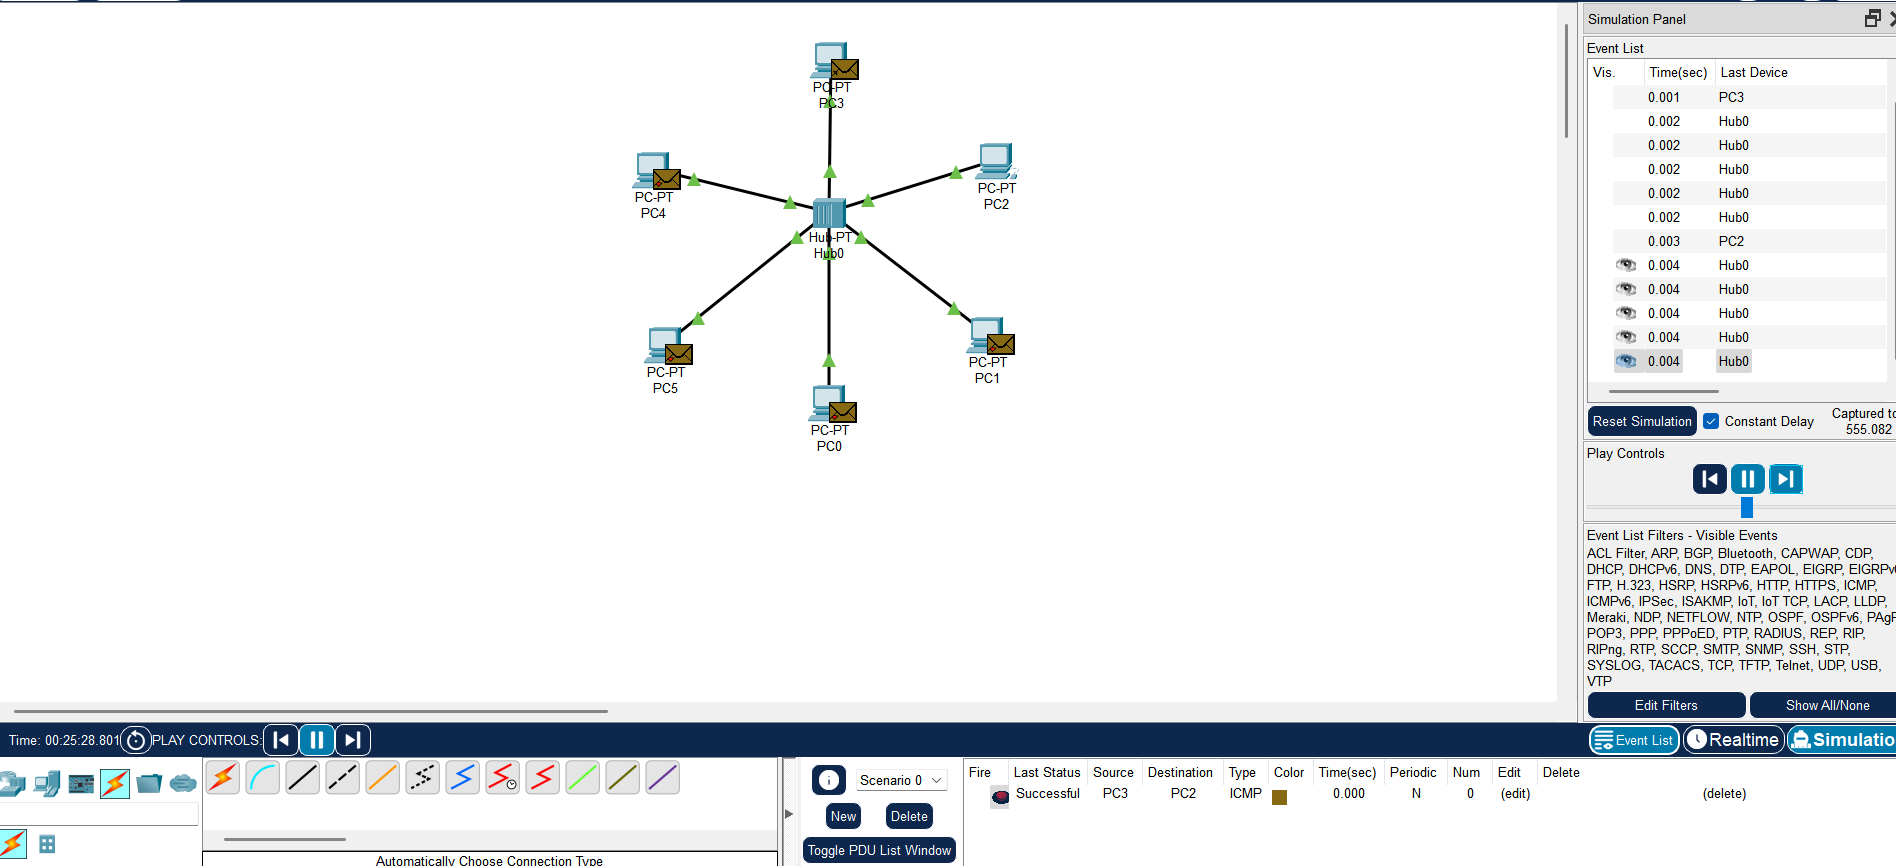 PC-PT
PC3
PC-PT
PC4
PC-PT
PC2
Hub-PT
Hub0
PC-PT
PC5
PC-PT
PC1
PC-PT
PC0
Simulation Panel
Event List
Vis. Time(sec) Last Device
0.001 PC3
0.002 Hub0
0.002 Hub0
0.002 Hub0
0.002 Hub0
0.002 Hub0
0.003 PC2
0.004 Hub0
0.004 Hub0
0.004 Hub0
0.004 Hub0
0.004 Hub0
Reset Simulation Constant Delay
Captured to
555.082
Play Controls
Event List Filters - Visible Events
ACL Filter, ARP, BGP, Bluetooth, CAPWAP, CDP,
DHCP, DHCPv6, DNS, DTP, EAPOL, EIGRP, EIGRPv6
FTP, H.323, HSRP, HSRPv6, HTTP, HTTPS, ICMP,
ICMPv6, IPSec, ISAKMP, IoT, IoT TCP, LACP, LLDP,
Meraki, NDP, NETFLOW, NTP, OSPF, OSPFv6, PAgP
POP3, PPP, PPPoED, PTP, RADIUS, REP, RIP,
RIPng, RTP, SCCP, SMTP, SNMP, SSH, STP,
SYSLOG, TACACS, TCP, TFTP, Telnet, UDP, USB,
VTP
Edit Filters Show All/None
Time: 00:25:28.801 PLAY CONTROLS:
Event List Realtime Simulatio
Scenario 0
New Delete
Toggle PDU List Window
Fire Last Status Source Destination Type Color Time(sec) Periodic Num Edit Delete
Successful PC3 PC2 ICMP 0.000 N 0 (edit) (delete)
Automatically Choose Connection Type